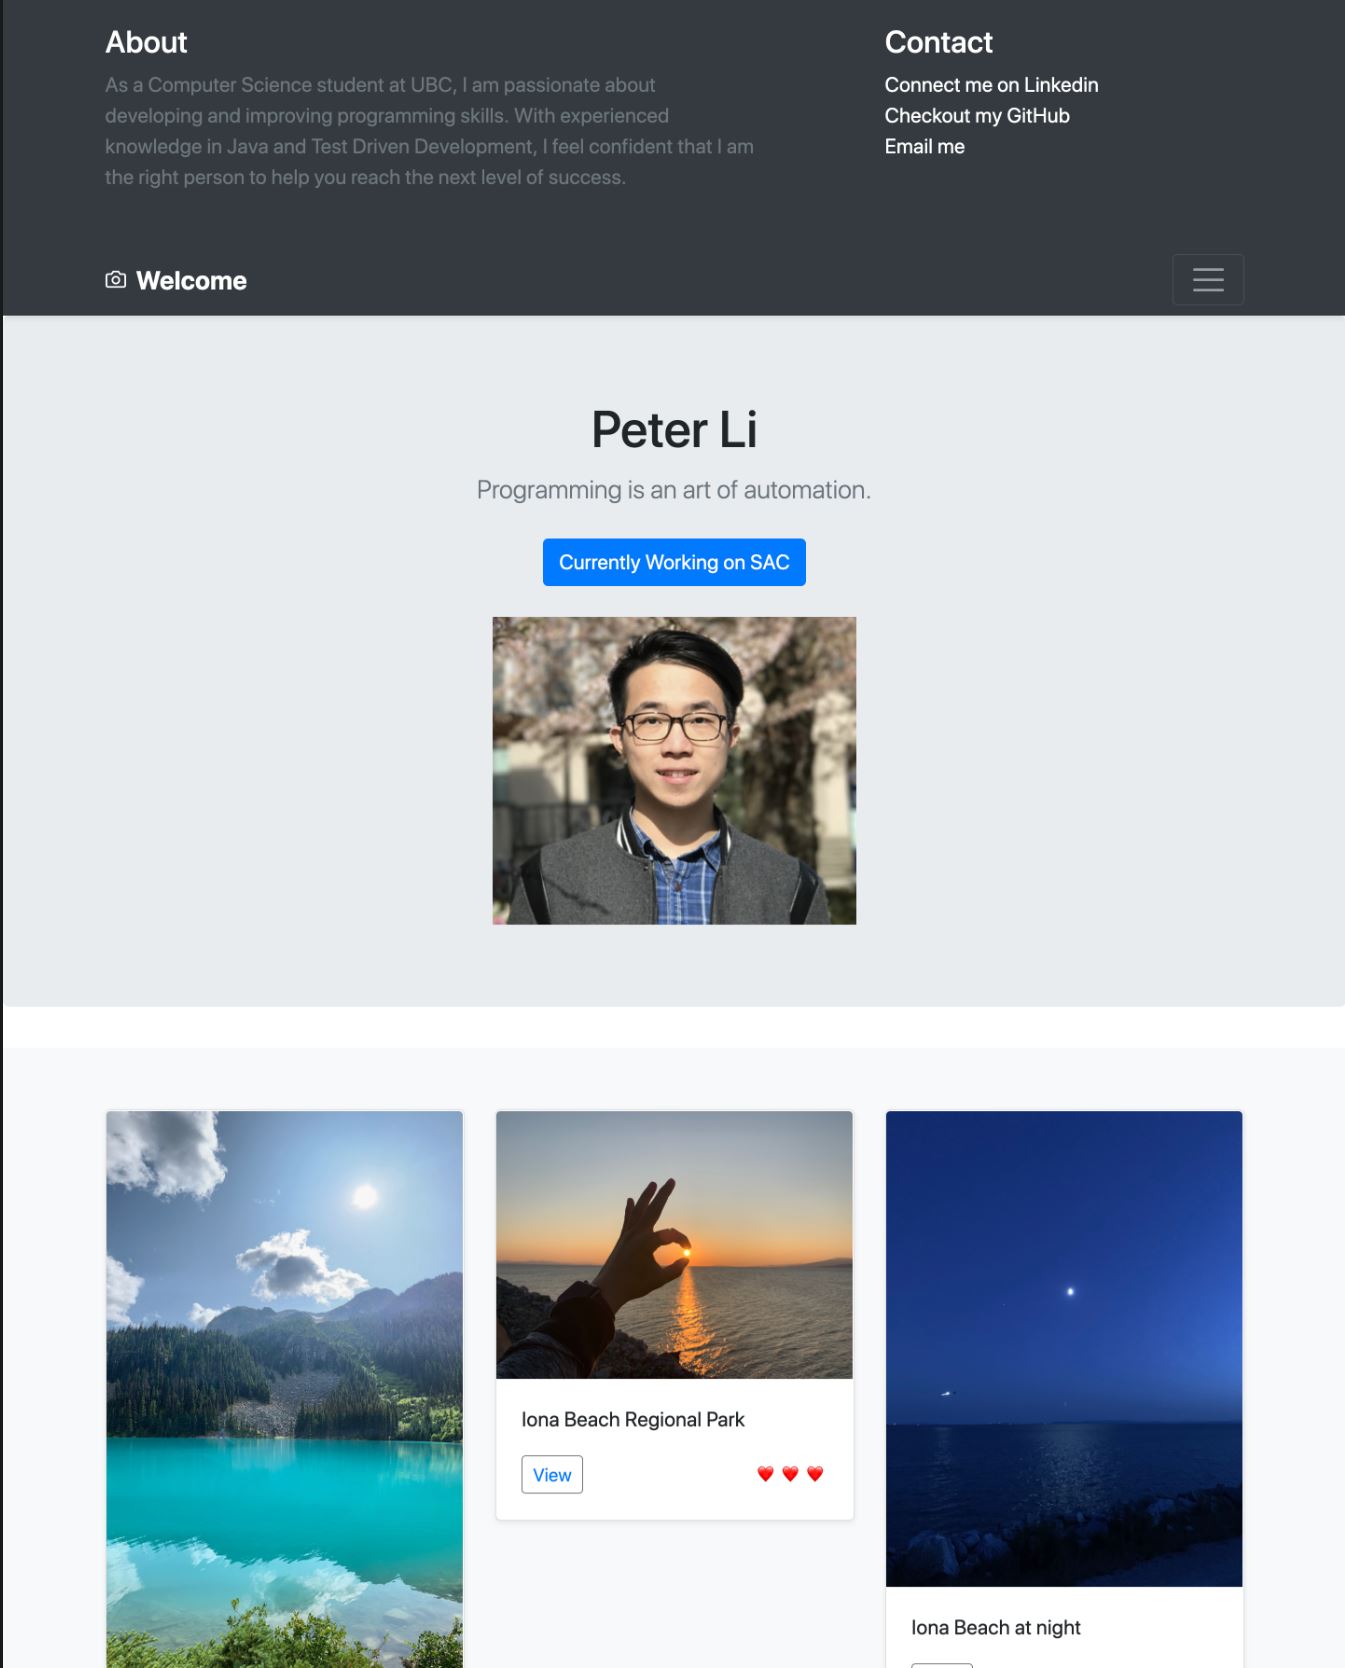 About
As a Computer Science student at UBC, I am passionate about
developing and improving programming skills. With experienced
knowledge in Java and Test Driven Development, I feel confident that I am
the right person to help you reach the next level of success.
Contact
Connect me on Linkedin
Checkout my GitHub
Email me
Welcome
Peter Li
Programming is an art of automation.
Currently Working on SAC
Iona Beach Regional Park
View
Iona Beach at night